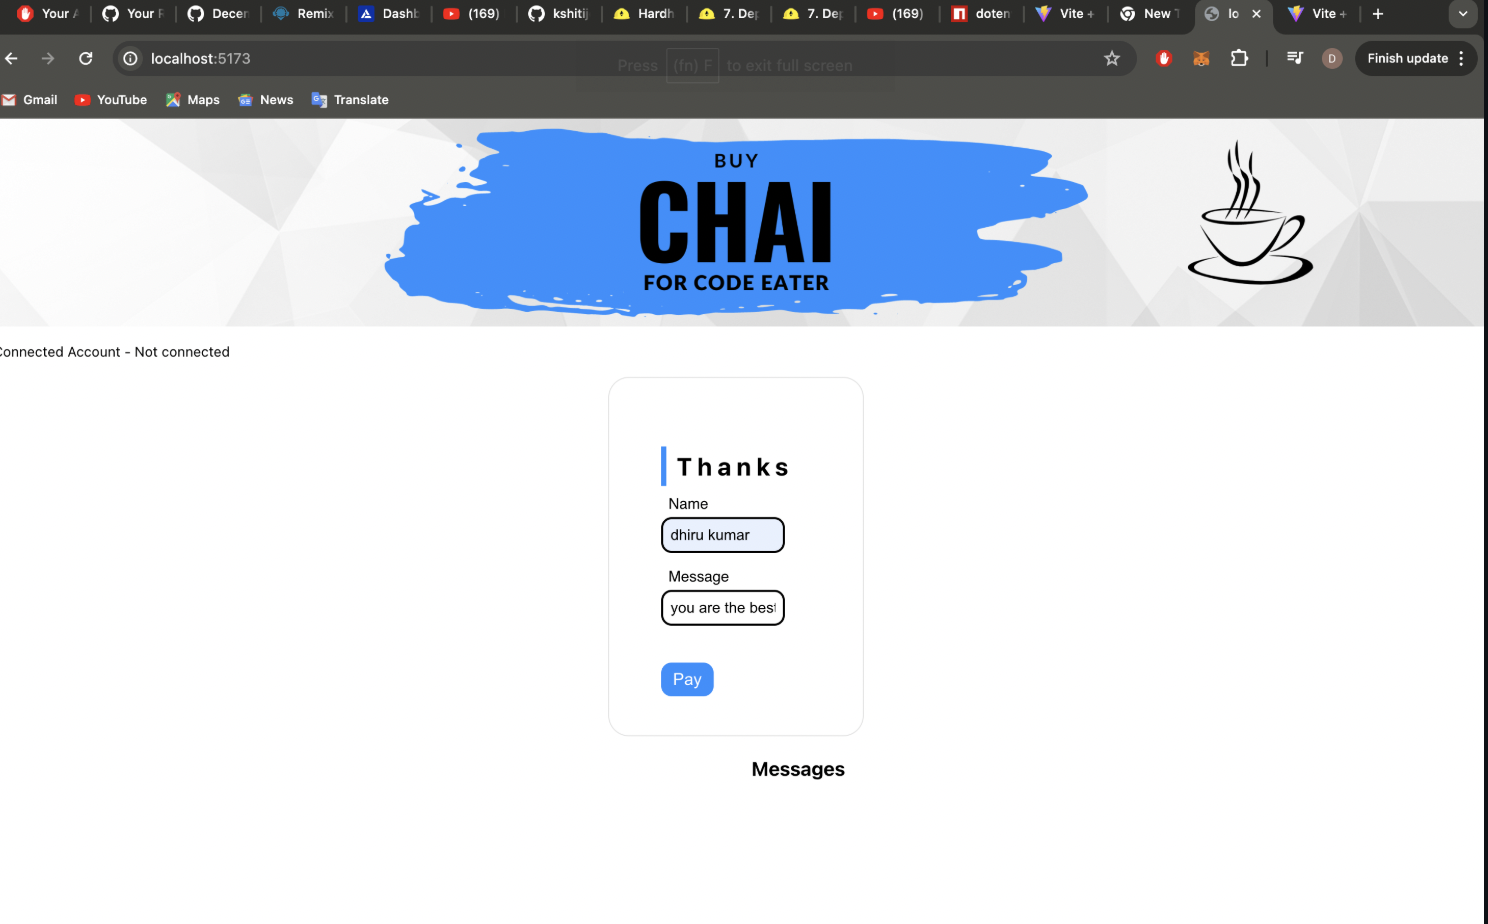 Your A Your R Decen Remix Dashb (169) kshitij Hardh 7. Dep 7. Dep (169) doten Vite + New T lo Vite +
localhost:5173 Press (fn) F to exit full screen D Finish update
Gmail YouTube Maps News Translate
BUY
CHAI
FOR CODE EATER
Connected Account - Not connected
Thanks
Name
dhiru kumar
Message
you are the best
Pay
Messages